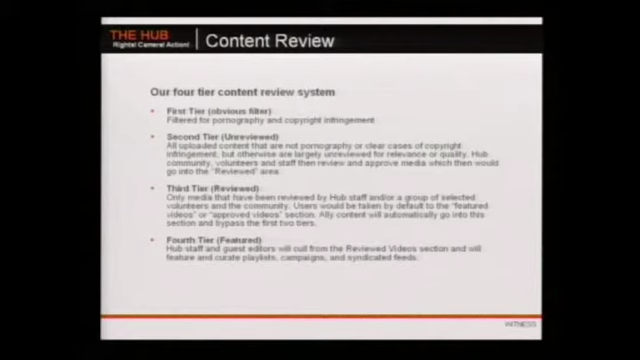 THE HUB
Rights! Camera! Action!
Content Review
Our four tier content review system
• First Tier (obvious filter)
Filtered for pornography and copyright infringement
• Second Tier (Unreviewed)
All uploaded content that are not pornography or clear cases of copyright
infringement, but otherwise are largely unreviewed for relevance or quality. Hub
community, volunteers and staff then review and approve media which then would
go into the "Reviewed" area.
• Third Tier (Reviewed)
Only media that have been reviewed by Hub staff and/or a group of selected
volunteers and the community. Users would be taken by default to the "featured
videos" or "approved videos" section. Ally content will automatically go into this
section and bypass the first two tiers.
• Fourth Tier (Featured)
Hub staff and guest editors will cull from the Reviewed Videos section and will
feature and curate playlists, campaigns, and syndicated feeds.
WITNESS